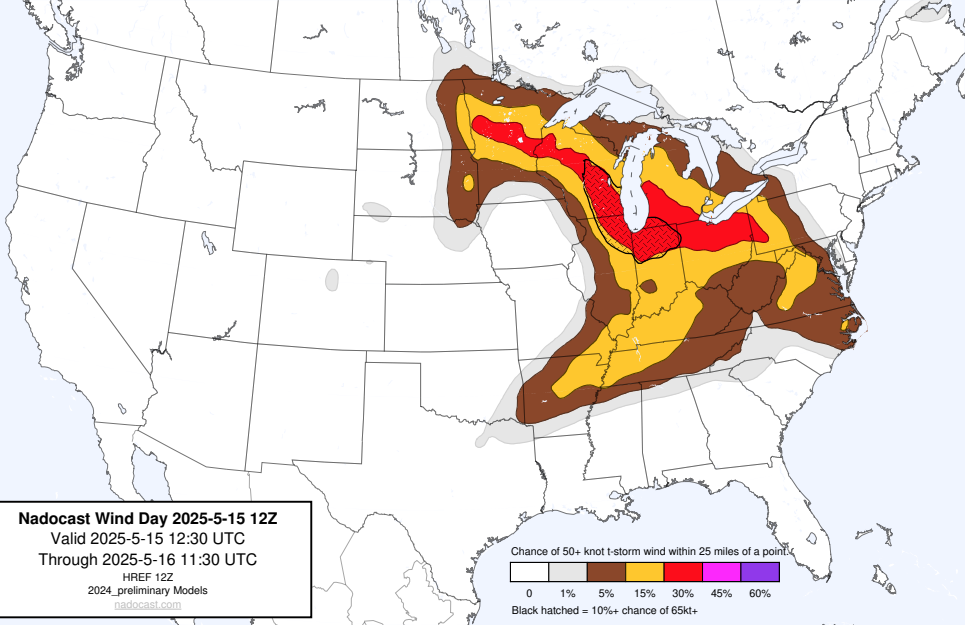 Nadocast Wind Day 2025-5-15 12Z
Valid 2025-5-15 12:30 UTC
Through 2025-5-16 11:30 UTC
HREF 12Z
2024_preliminary Models
nadocast.com
Chance of 50+ knot t-storm wind within 25 miles of a point.
0 1% 5% 15% 30% 45% 60%
Black hatched = 10%+ chance of 65kt+